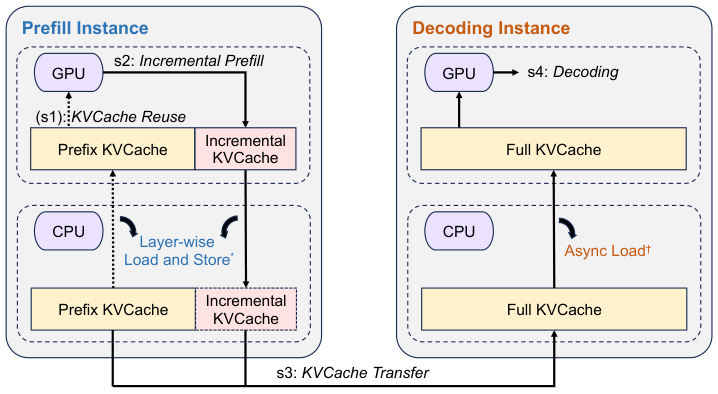 Prefill Instance
GPU
s2: Incremental Prefill
(s1): KVCache Reuse
Prefix KVCache
Incremental
KVCache
CPU
Layer-wise
Load and Store*
Prefix KVCache
Incremental
KVCache
Decoding Instance
GPU
s4: Decoding
Full KVCache
CPU
Async Load†
Full KVCache
s3: KVCache Transfer